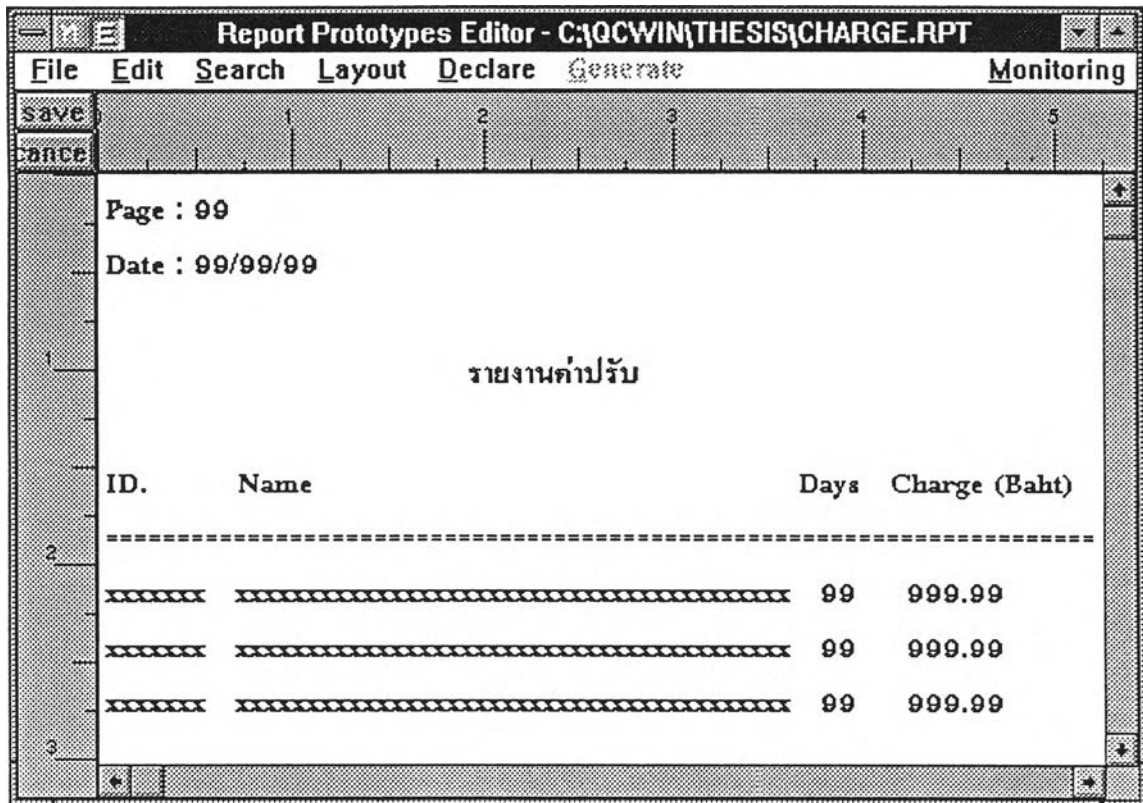 ก E Report Prototypes Editor - C:\QCWIN\THESIS\CHARGE.RPT
File Edit Search Layout Declare Generate Monitoring
save
cance
1 2 3 4 5
Page : 99
Date : 99/99/99
1
รายงานค่าปรับ
ID. Name Days Charge (Baht)
====================================================================
2
xxxxxxx xxxxxxxxxxxxxxxxxxxxxxxxxxxxxxxxxxxxxxxx 99 999.99
xxxxxxx xxxxxxxxxxxxxxxxxxxxxxxxxxxxxxxxxxxxxxxx 99 999.99
xxxxxxx xxxxxxxxxxxxxxxxxxxxxxxxxxxxxxxxxxxxxxxx 99 999.99
3